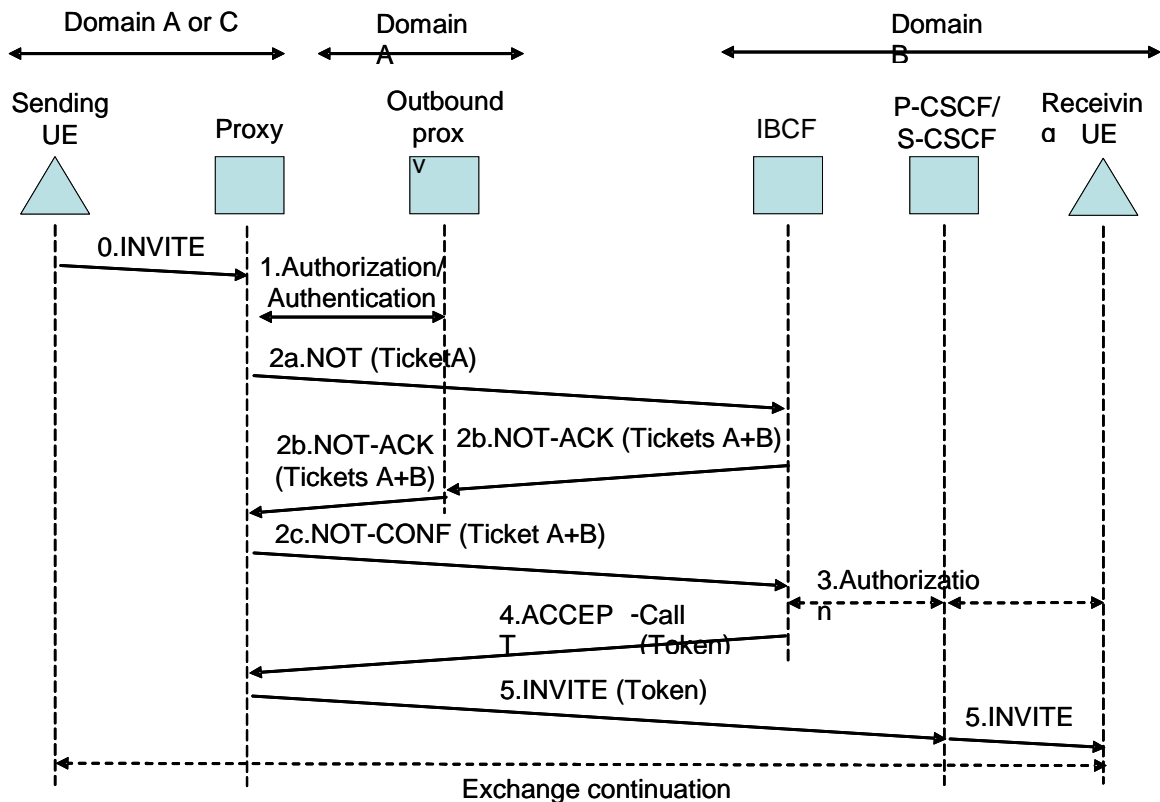 Domain A or C
Domain
A
Domain
B
Sending
UE
Proxy
Outbound
prox
y
IBCF
P-CSCF/
S-CSCF
Receivin
g UE
0.INVITE
1.Authorization/
Authentication
2a.NOT (TicketA)
2b.NOT-ACK
(Tickets A+B)
2b.NOT-ACK (Tickets A+B)
2c.NOT-CONF (Ticket A+B)
3.Authorizatio
n
4.ACCEP -Call
T (Token)
5.INVITE (Token)
5.INVITE
Exchange continuation